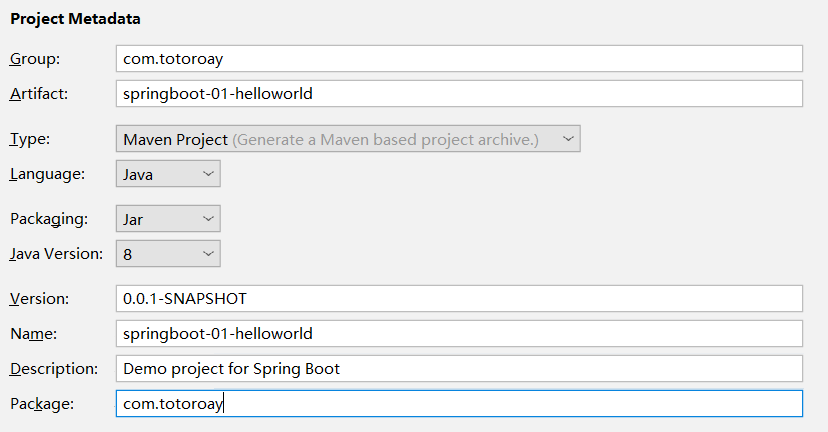 Project Metadata
Group: com.totoroay
Artifact: springboot-01-helloworld
Type: Maven Project (Generate a Maven based project archive.)
Language: Java
Packaging: Jar
Java Version: 8
Version: 0.0.1-SNAPSHOT
Name: springboot-01-helloworld
Description: Demo project for Spring Boot
Package: com.totoroay